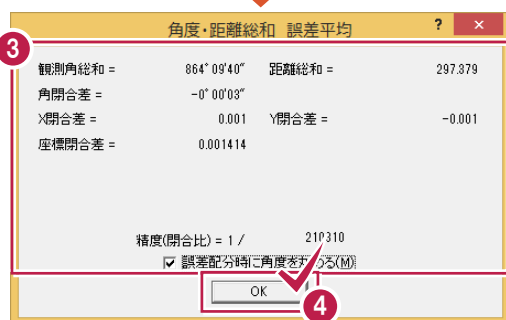 角度・距離総和 誤差平均 ? ×
3
観測角総和 = 864°09'40" 距離総和 = 297.379
角閉合差 = -0°00'03"
X閉合差 = 0.001 Y閉合差 = -0.001
座標閉合差 = 0.001414
精度(閉合比) = 1 / 210310
誤差配分時に角度を丸める(M)
OK
4